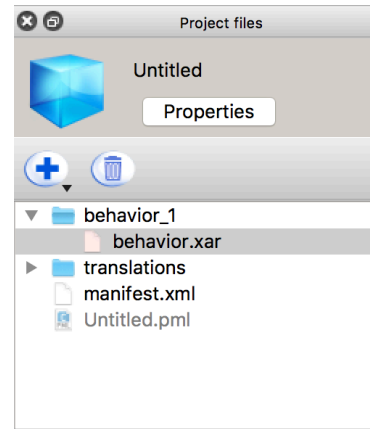 Project files
Untitled
Properties
behavior_1
behavior.xar
translations
manifest.xml
Untitled.pml